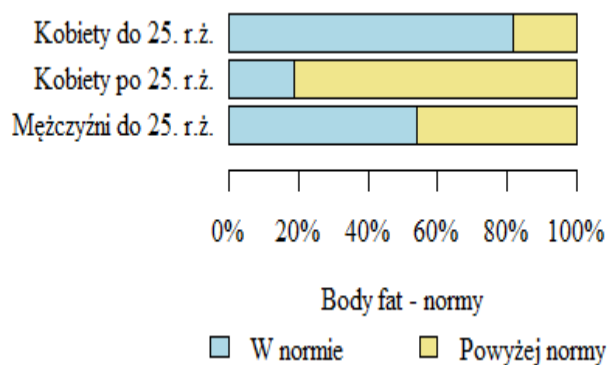 Kobiety do 25. r.ż.
Kobiety po 25. r.ż.
Mężczyźni do 25. r.ż.
0% 20% 40% 60% 80% 100%
Body fat - normy
W normie Powyżej normy